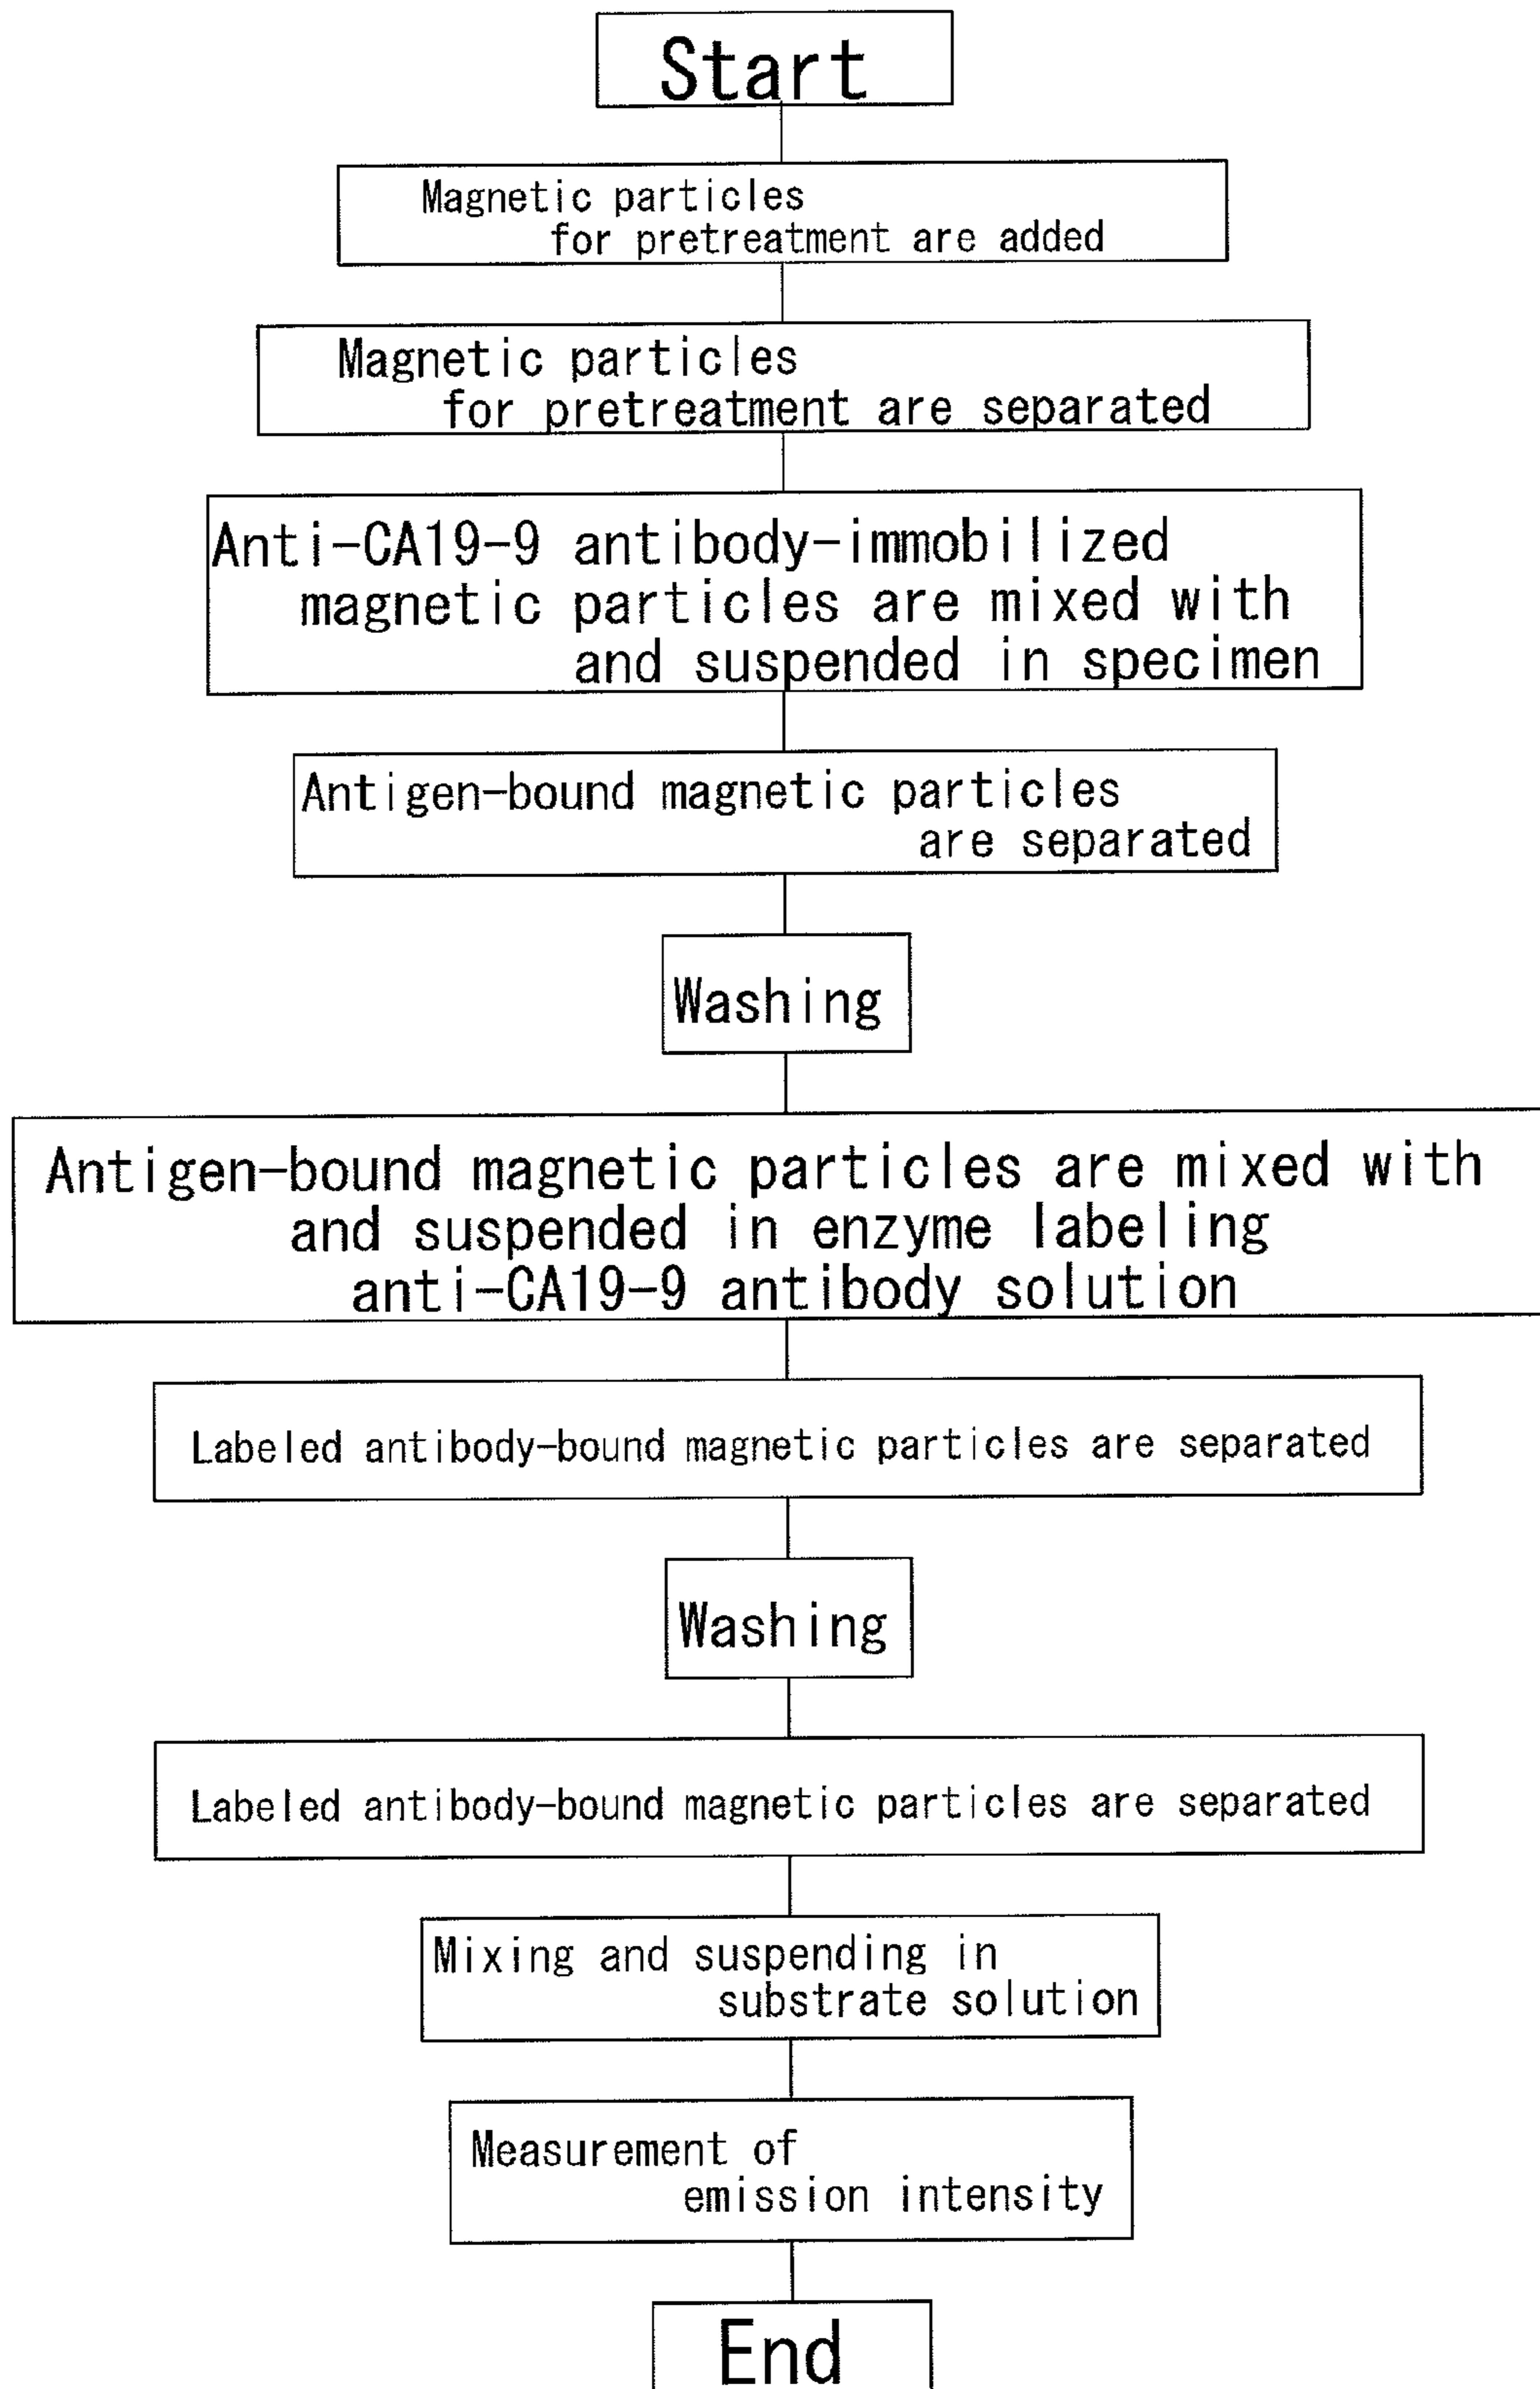 Start
Magnetic particles
for pretreatment are added
Magnetic particles
for pretreatment are separated
Anti-CA19-9 antibody-immobilized
magnetic particles are mixed with
and suspended in specimen
Antigen-bound magnetic particles
are separated
Washing
Antigen-bound magnetic particles are mixed with
and suspended in enzyme labeling
anti-CA19-9 antibody solution
Labeled antibody-bound magnetic particles are separated
Washing
Labeled antibody-bound magnetic particles are separated
Mixing and suspending in
substrate solution
Measurement of
emission intensity
End